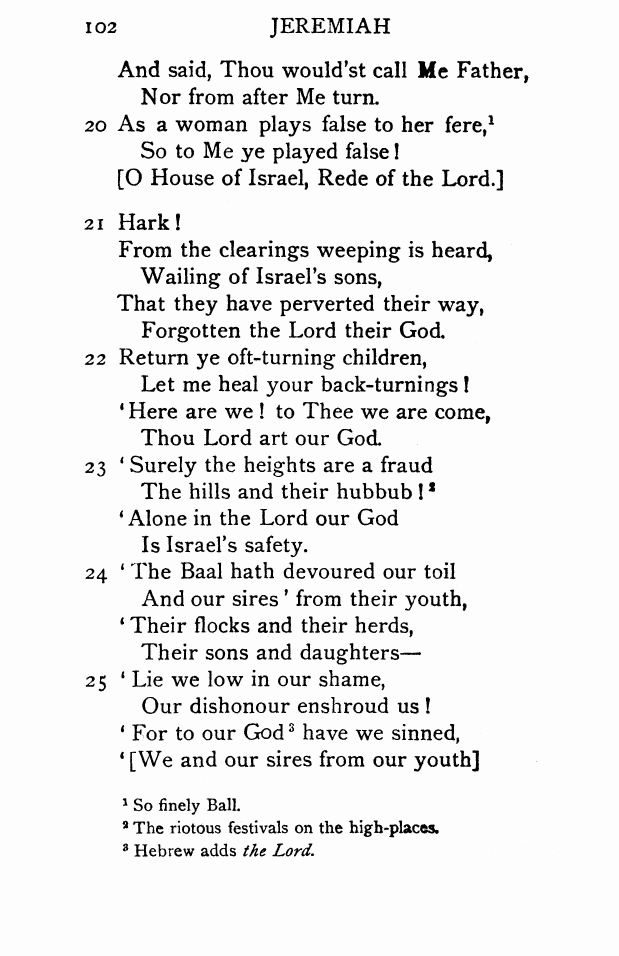 102 JEREMIAH
And said, Thou would'st call Me Father,
Nor from after Me turn.
20 As a woman plays false to her fere,¹
So to Me ye played false!
[O House of Israel, Rede of the Lord.]
21 Hark!
From the clearings weeping is heard,
Wailing of Israel's sons,
That they have perverted their way,
Forgotten the Lord their God.
22 Return ye oft-turning children,
Let me heal your back-turnings!
‘Here are we! to Thee we are come,
Thou Lord art our God.
23 ‘Surely the heights are a fraud
The hills and their hubbub!²
‘Alone in the Lord our God
Is Israel's safety.
24 ‘The Baal hath devoured our toil
And our sires’ from their youth,
‘Their flocks and their herds,
Their sons and daughters—
25 ‘Lie we low in our shame,
Our dishonour enshroud us!
‘For to our God³ have we sinned,
‘[We and our sires from our youth]
¹ So finely Ball.
² The riotous festivals on the high-places.
³ Hebrew adds the Lord.